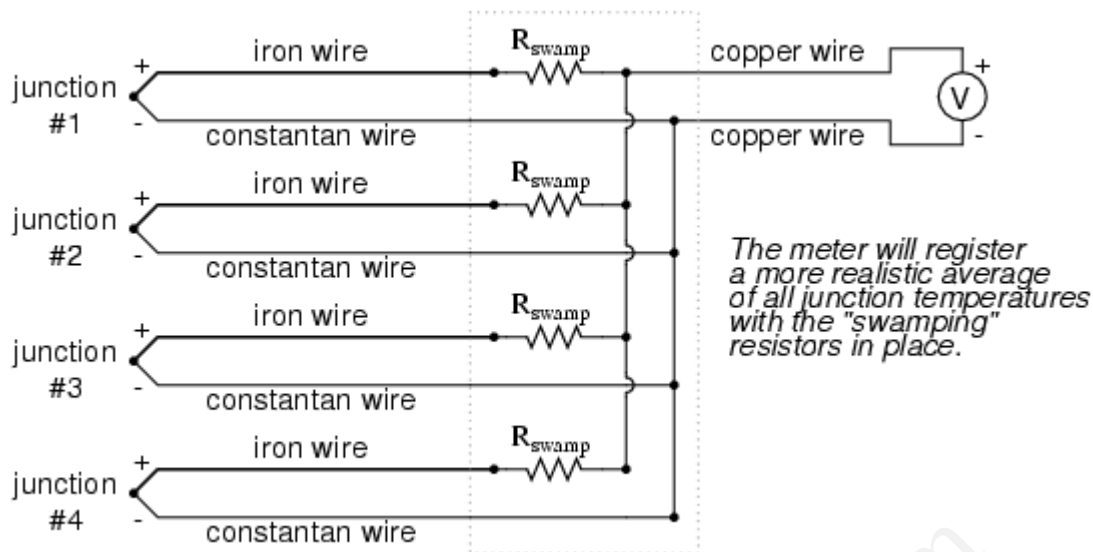 R swamp
iron wire
copper wire
+
+
junction
#1
V
-
-
constantan wire
copper wire
R swamp
iron wire
+
junction
#2
-
constantan wire
The meter will register
a more realistic average
of all junction temperatures
with the "swamping"
resistors in place.
R swamp
iron wire
+
junction
#3
-
constantan wire
R swamp
iron wire
+
junction
#4
-
constantan wire